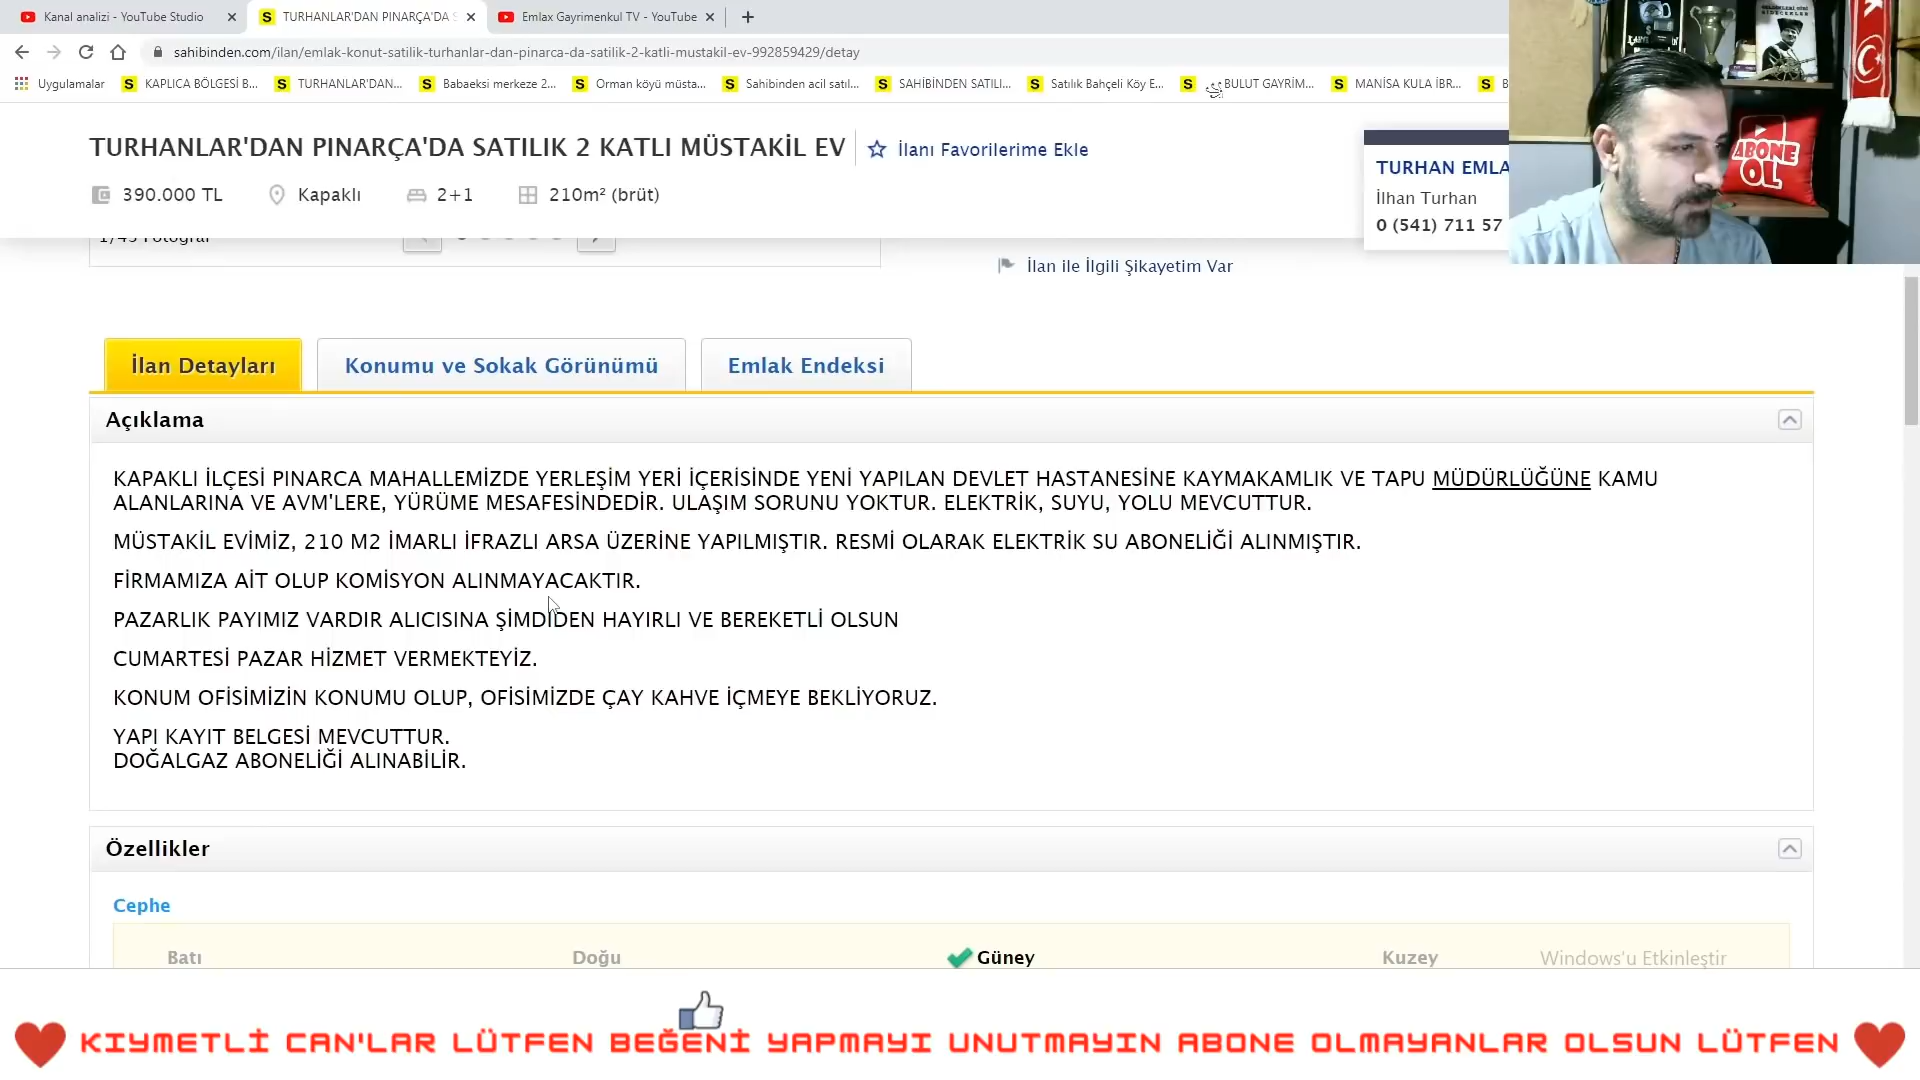 Kanal analizi - YouTube Studio
TURHANLAR'DAN PINARÇA'DA S
Emlax Gayrimenkul TV - YouTube
sahibinden.com/ilan/emlak-konut-satilik-turhanlar-dan-pinarca-da-satilik-2-katli-mustakil-ev-992859429/detay
Uygulamalar
KAPLICA BÖLGESİ B...
TURHANLAR'DAN...
Babaeksi merkeze 2...
Orman köyü müsta...
Sahibinden acil satıl...
SAHİBİNDEN SATILI...
Satılık Bahçeli Köy E...
BULUT GAYRİM...
MANİSA KULA İBR...
ABONE
OL
TURHANLAR'DAN PINARÇA'DA SATILIK 2 KATLI MÜSTAKİL EV
İlanı Favorilerime Ekle
390.000 TL
Kapaklı
2+1
210m² (brüt)
TURHAN EMLA
İlhan Turhan
0 (541) 711 57
1/45 Fotoğraf
İlan ile İlgili Şikayetim Var
İlan Detayları
Konumu ve Sokak Görünümü
Emlak Endeksi
Açıklama
KAPAKLI İLÇESİ PINARCA MAHALLEMİZDE YERLEŞİM YERİ İÇERİSİNDE YENİ YAPILAN DEVLET HASTANESİNE KAYMAKAMLIK VE TAPU MÜDÜRLÜĞÜNE KAMU
ALANLARINA VE AVM'LERE, YÜRÜME MESAFESİNDEDİR. ULAŞIM SORUNU YOKTUR. ELEKTRİK, SUYU, YOLU MEVCUTTUR.
MÜSTAKİL EVİMİZ, 210 M2 İMARLI İFRAZLI ARSA ÜZERİNE YAPILMIŞTIR. RESMİ OLARAK ELEKTRİK SU ABONELİĞİ ALINMIŞTIR.
FİRMAMIZA AİT OLUP KOMİSYON ALINMAYACAKTIR.
PAZARLIK PAYIMIZ VARDIR ALICISINA ŞİMDİDEN HAYIRLI VE BEREKETLİ OLSUN
CUMARTESİ PAZAR HİZMET VERMEKTEYİZ.
KONUM OFİSİMİZİN KONUMU OLUP, OFİSİMİZDE ÇAY KAHVE İÇMEYE BEKLİYORUZ.
YAPI KAYIT BELGESİ MEVCUTTUR.
DOĞALGAZ ABONELİĞİ ALINABİLİR.
Özellikler
Cephe
Batı
Doğu
Güney
Kuzey
Windows'u Etkinleştir
KIYMETLİ CAN'LAR LÜTFEN BEĞENİ YAPMAYI UNUTMAYIN ABONE OLMAYANLAR OLSUN LÜTFEN